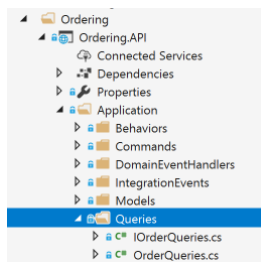 Ordering
Ordering.API
Connected Services
Dependencies
Properties
Application
Behaviors
Commands
DomainEventHandlers
IntegrationEvents
Models
Queries
C# IOrderQueries.cs
C# OrderQueries.cs